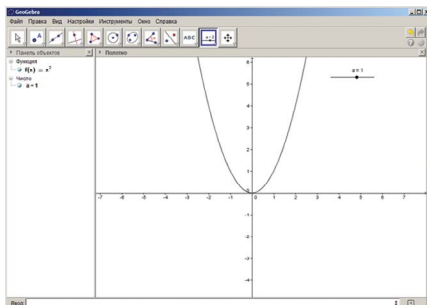 GeoGebra
Файл Правка Вид Настройки Инструменты Окно Справка
ABC
a=2
Панель объектов
Полотно
Функция
f(x) = x²
Число
a = 1
a = 1
6
5
4
3
2
1
0
-7 -6 -5 -4 -3 -2 -1 0 1 2 3 4 5 6 7
-1
-2
-3
-4
Ввод: